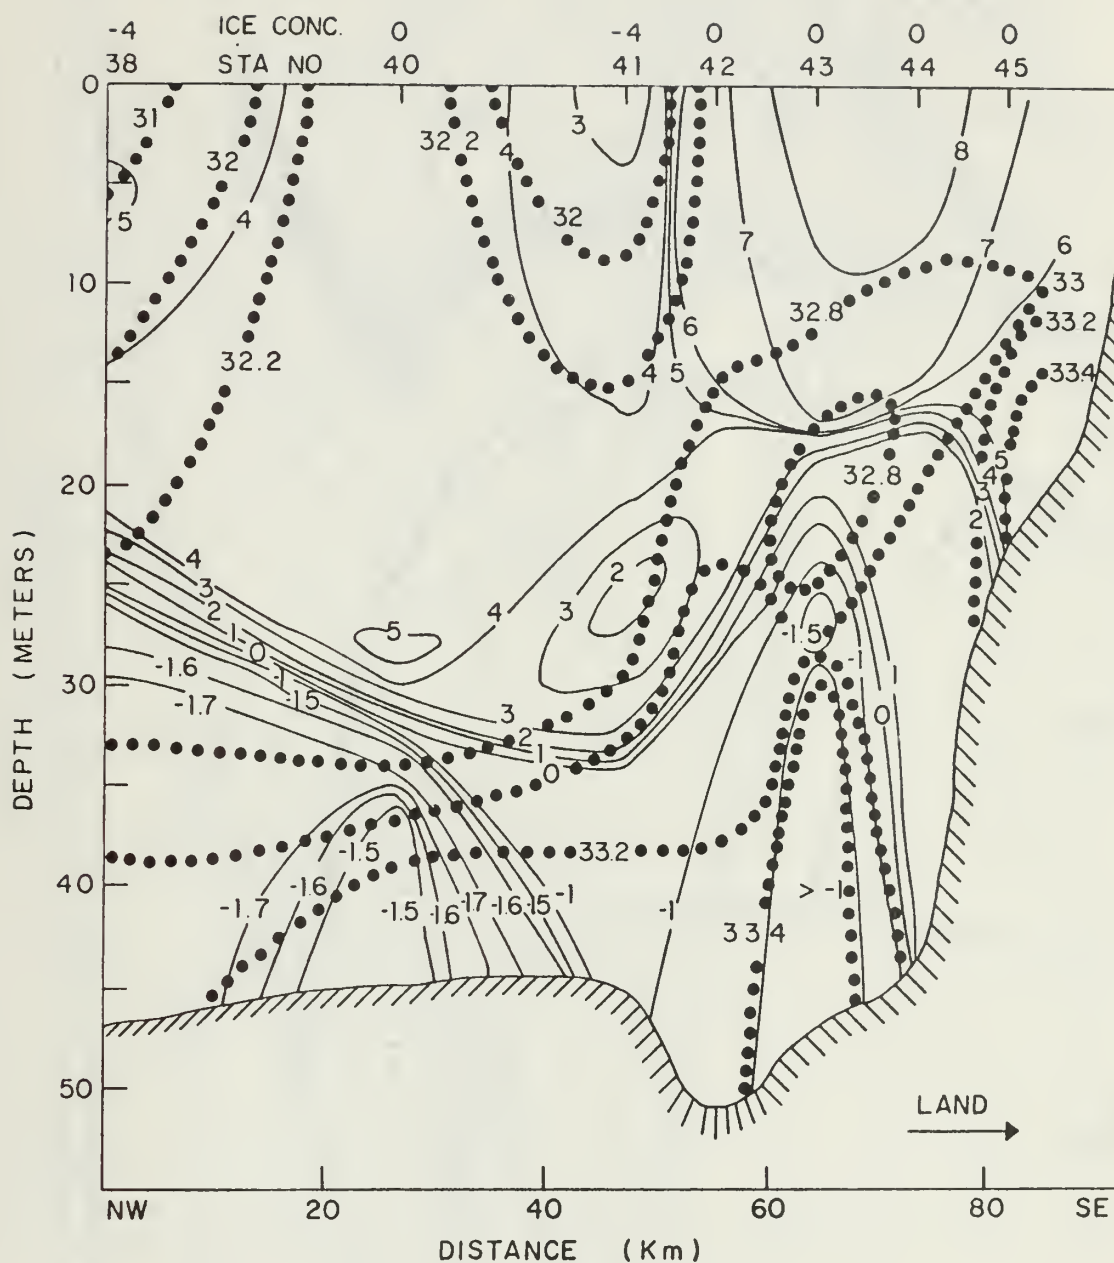 -4 ICE CONC. 0 -4 0 0 0 0
38 STA NO 40 41 42 43 44 45
0
31 32 4 32.2 4 3 8
5 32
7 7 6
10 33
32.8 33.2
6
32.2 4 5 33.4
5
20 32.8 4
3
2
4 2
3 5 4 3
2
1 -1.5
0
-1 -1 1
30 -1.6 -1.5
-1.7 3 0
2
1
0
33.2
40 -1.5
-1.6 -1
-1.7 -1.5 -1.6 -1.7 -1.6 -1.5 -1 > -1
33.4
50
LAND
NW 20 40 60 80 SE
DISTANCE (Km)
DEPTH (METERS)